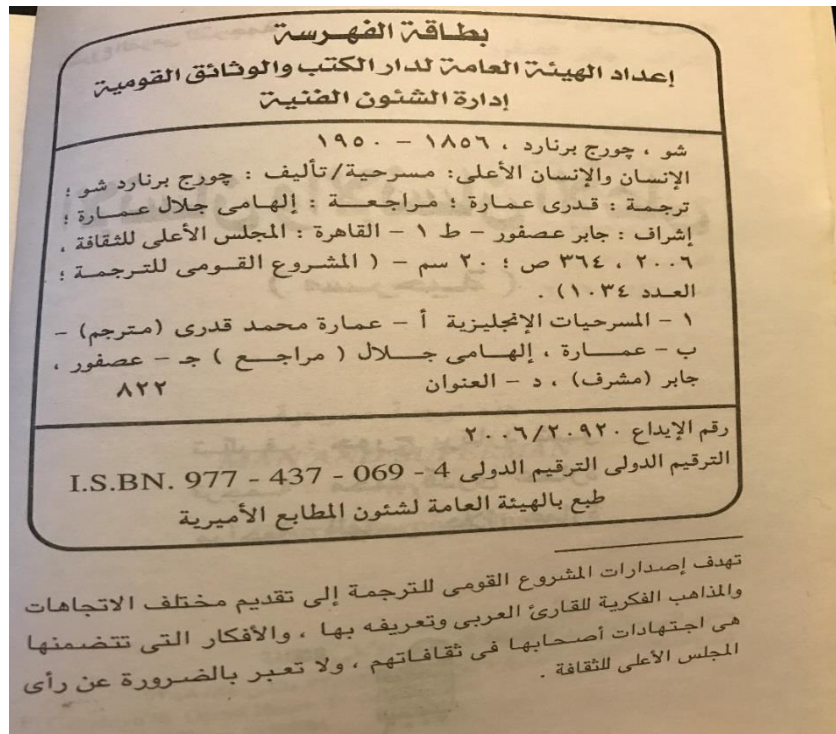 بطاقة الفهرسة
إعداد الهيئة العامة لدار الكتب والوثائق القومية
إدارة الشئون الفنية
شو ، چورج برنارد ، ١٨٥٦ – ١٩٥٠
الإنسان والإنسان الأعلى: مسرحية/تأليف : چورج برنارد شو ؛
ترجمة : قدرى عمارة ؛ مراجعة : إلهامى جلال عمارة ؛
إشراف : جابر عصفور – ط ١ – القاهرة : المجلس الأعلى للثقافة ،
٢٠٠٦ ، ٣٦٤ ص ؛ ٢٠ سم – ( المشروع القومى للترجمة ؛
العدد ١٠٣٤) .
١ – المسرحيات الإنجليزية أ – عمارة محمد قدرى (مترجم) –
ب – عمارة ، إلهامى جلال ( مراجع ) جـ – عصفور ،
جابر (مشرف) ، د – العنوان ٨٢٢
رقم الإيداع ٢٠٠٦/٢٠٩٢٠
الترقيم الدولى الترقيم الدولى I.S.BN. 977 - 437 - 069 - 4
طبع بالهيئة العامة لشئون المطابع الأميرية
تهدف إصدارات المشروع القومى للترجمة إلى تقديم مختلف الاتجاهات
والمذاهب الفكرية للقارئ العربى وتعريفه بها ، والأفكار التى تتضمنها
هى اجتهادات أصحابها فى ثقافاتهم ، ولا تعبر بالضرورة عن رأى
المجلس الأعلى للثقافة .